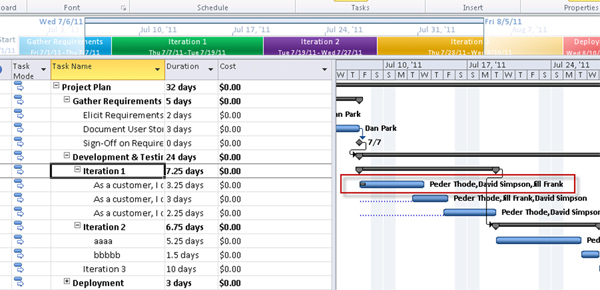 oard Font Schedule Tasks Properties
Wed 7/6/11 Fri 8/5/11
Jul 10, '11 Jul 17, '11 Jul 24, '11 Jul 31, '11
Start Gather Requirements Iteration 1 Iteration 2 Iteration Deploy
Fri 7/1/11 - Thu 7/7/11 Thu 7/7/11 - Tue 7/19/11 Tue 7/19/11 - Wed 7/27/11 Thu 7/28/11 -
Task Mode Task Name Duration Cost
Jul 10, '11 Jul 17, '11 Jul 24, '11
W T F S S M T W T F S S M T W T F S S M T W
Project Plan 32 days $0.00
Gather Requirements 5 days $0.00
Elicit Requirements 2 days $0.00 an Park
Document User Stor 3 days $0.00 Dan Park
Sign-Off on Require 0 days $0.00 7/7
Development & Testir 24 days $0.00
Iteration 1 7.25 days $0.00
As a customer, I c 3.25 days $0.00 Peder Thode,David Simpson,Jill Frank
As a customer, I c 3 days $0.00 Peder Thode,Jill Frank,David Simpson
As a customer, I c 2.25 days $0.00 Peder Thode,David Simpson
Iteration 2 6.75 days $0.00
aaaa 5.25 days $0.00
bbbbb 1.5 days $0.00
Iteration 3 10 days $0.00
Deployment 3 days $0.00